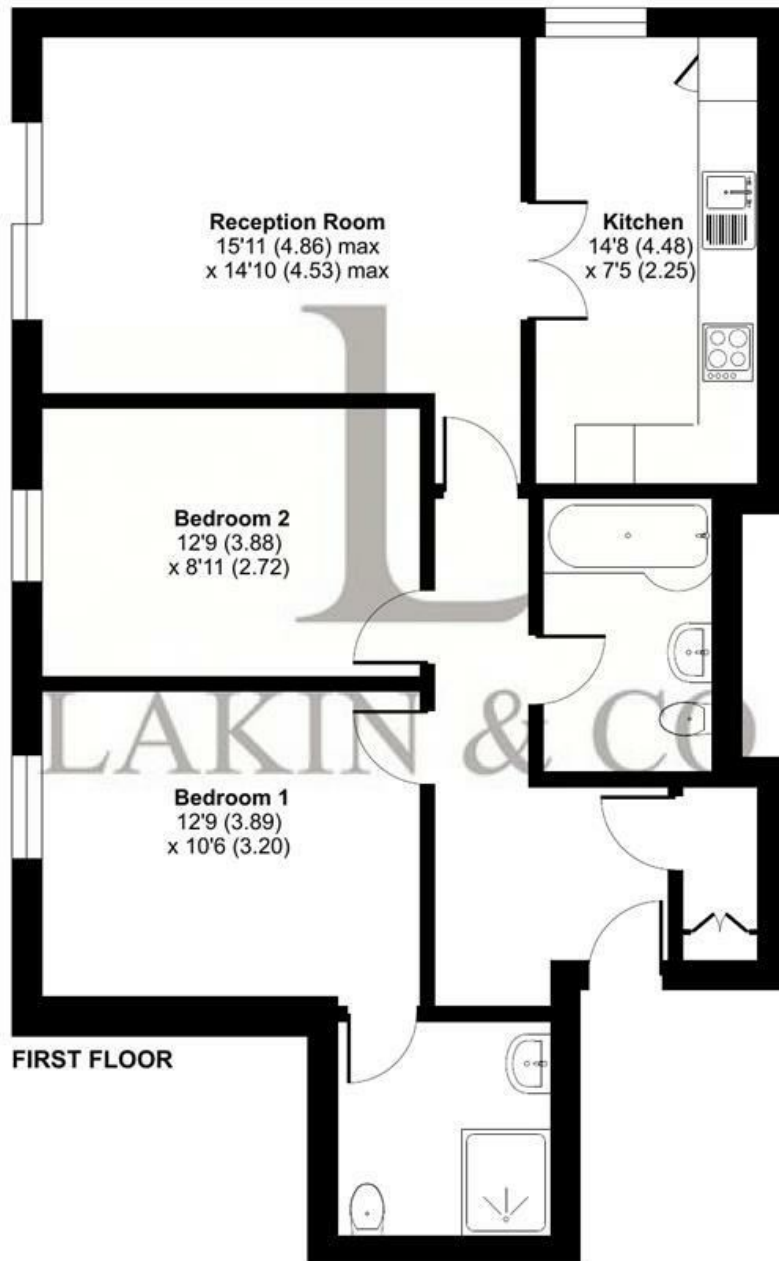 Reception Room
15'11 (4.86) max
x 14'10 (4.53) max
Kitchen
14'8 (4.48)
x 7'5 (2.25)
L
Bedroom 2
12'9 (3.88)
x 8'11 (2.72)
LAKIN & CO
Bedroom 1
12'9 (3.89)
x 10'6 (3.20)
FIRST FLOOR